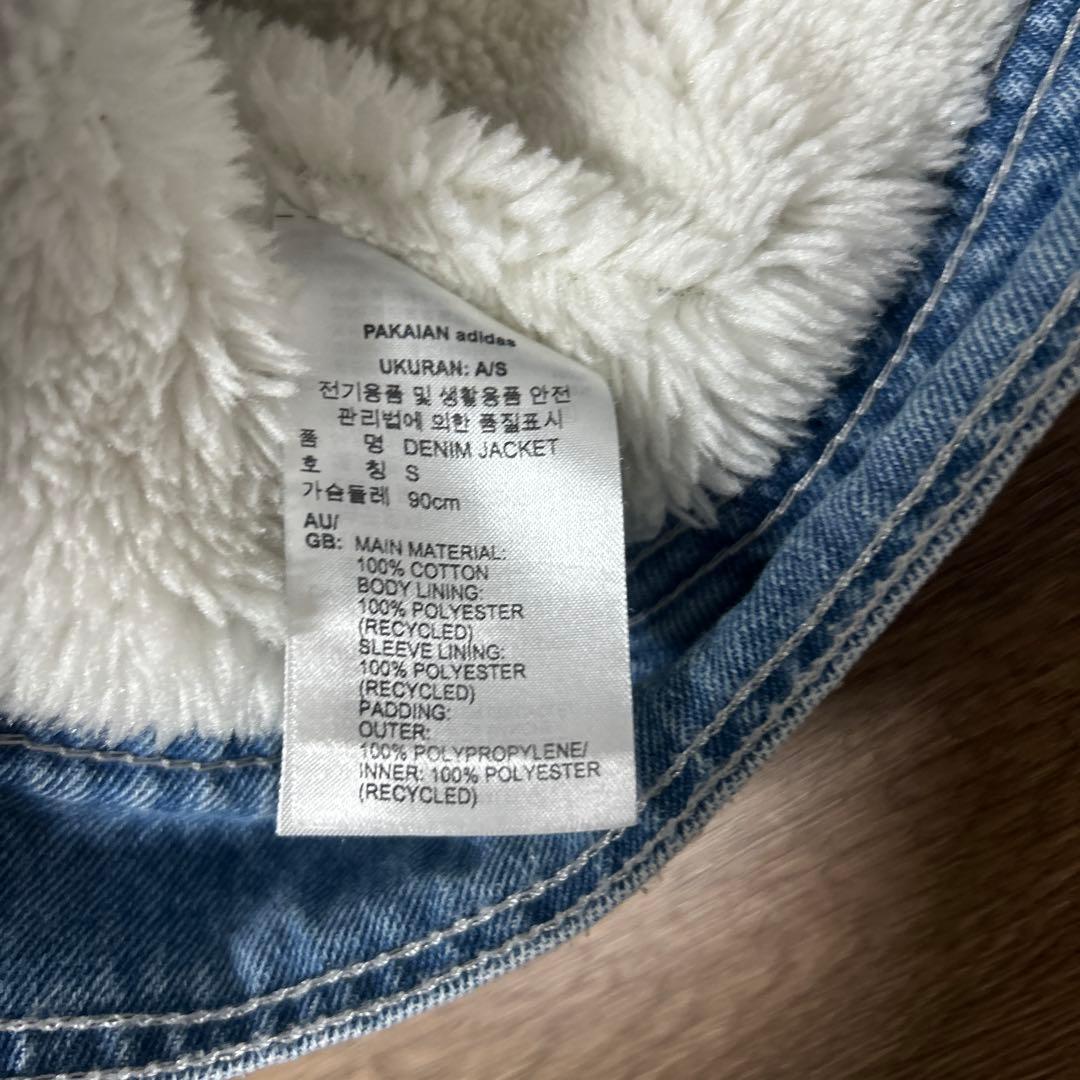 PAKAIAN adidas
UKURAN: A/S
전기용품 및 생활용품 안전
관리법에 의한 품질표시
품 명 DENIM JACKET
호 칭 S
가슴둘레 90cm
AU/
GB: MAIN MATERIAL:
100% COTTON
BODY LINING:
100% POLYESTER
(RECYCLED)
SLEEVE LINING:
100% POLYESTER
(RECYCLED)
PADDING:
OUTER:
100% POLYPROPYLENE/
INNER: 100% POLYESTER
(RECYCLED)